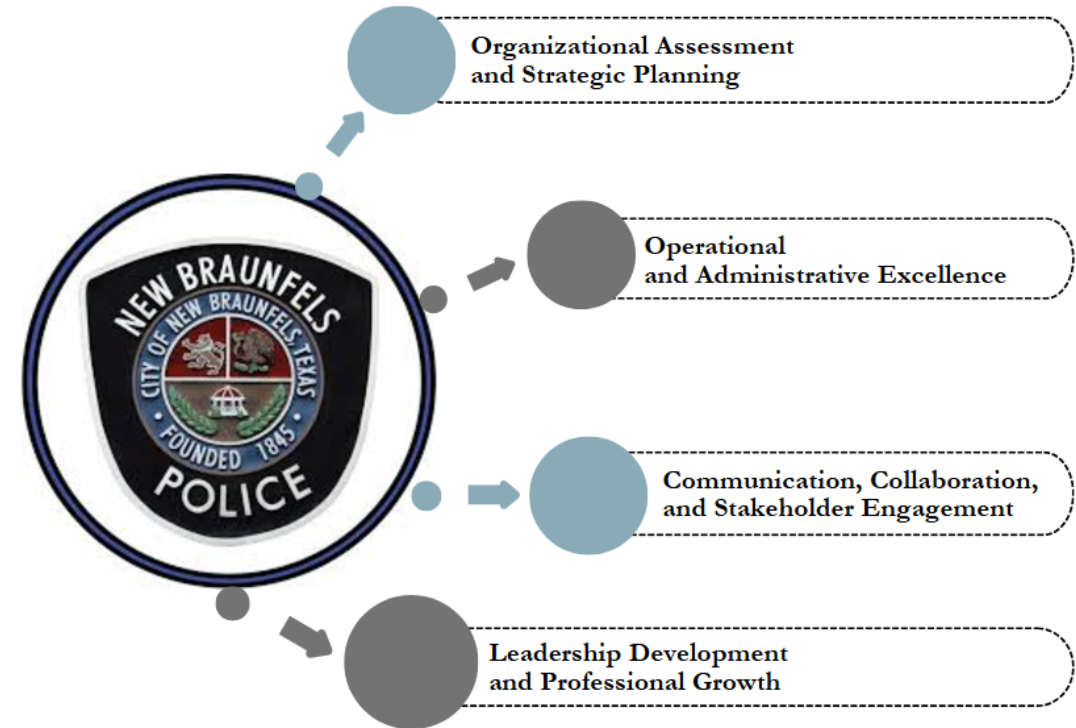 Organizational Assessment
and Strategic Planning
Operational
and Administrative Excellence
NEW BRAUNFELS
CITY OF NEW BRAUNFELS, TEXAS
• FOUNDED 1845 •
POLICE
Communication, Collaboration,
and Stakeholder Engagement
Leadership Development
and Professional Growth